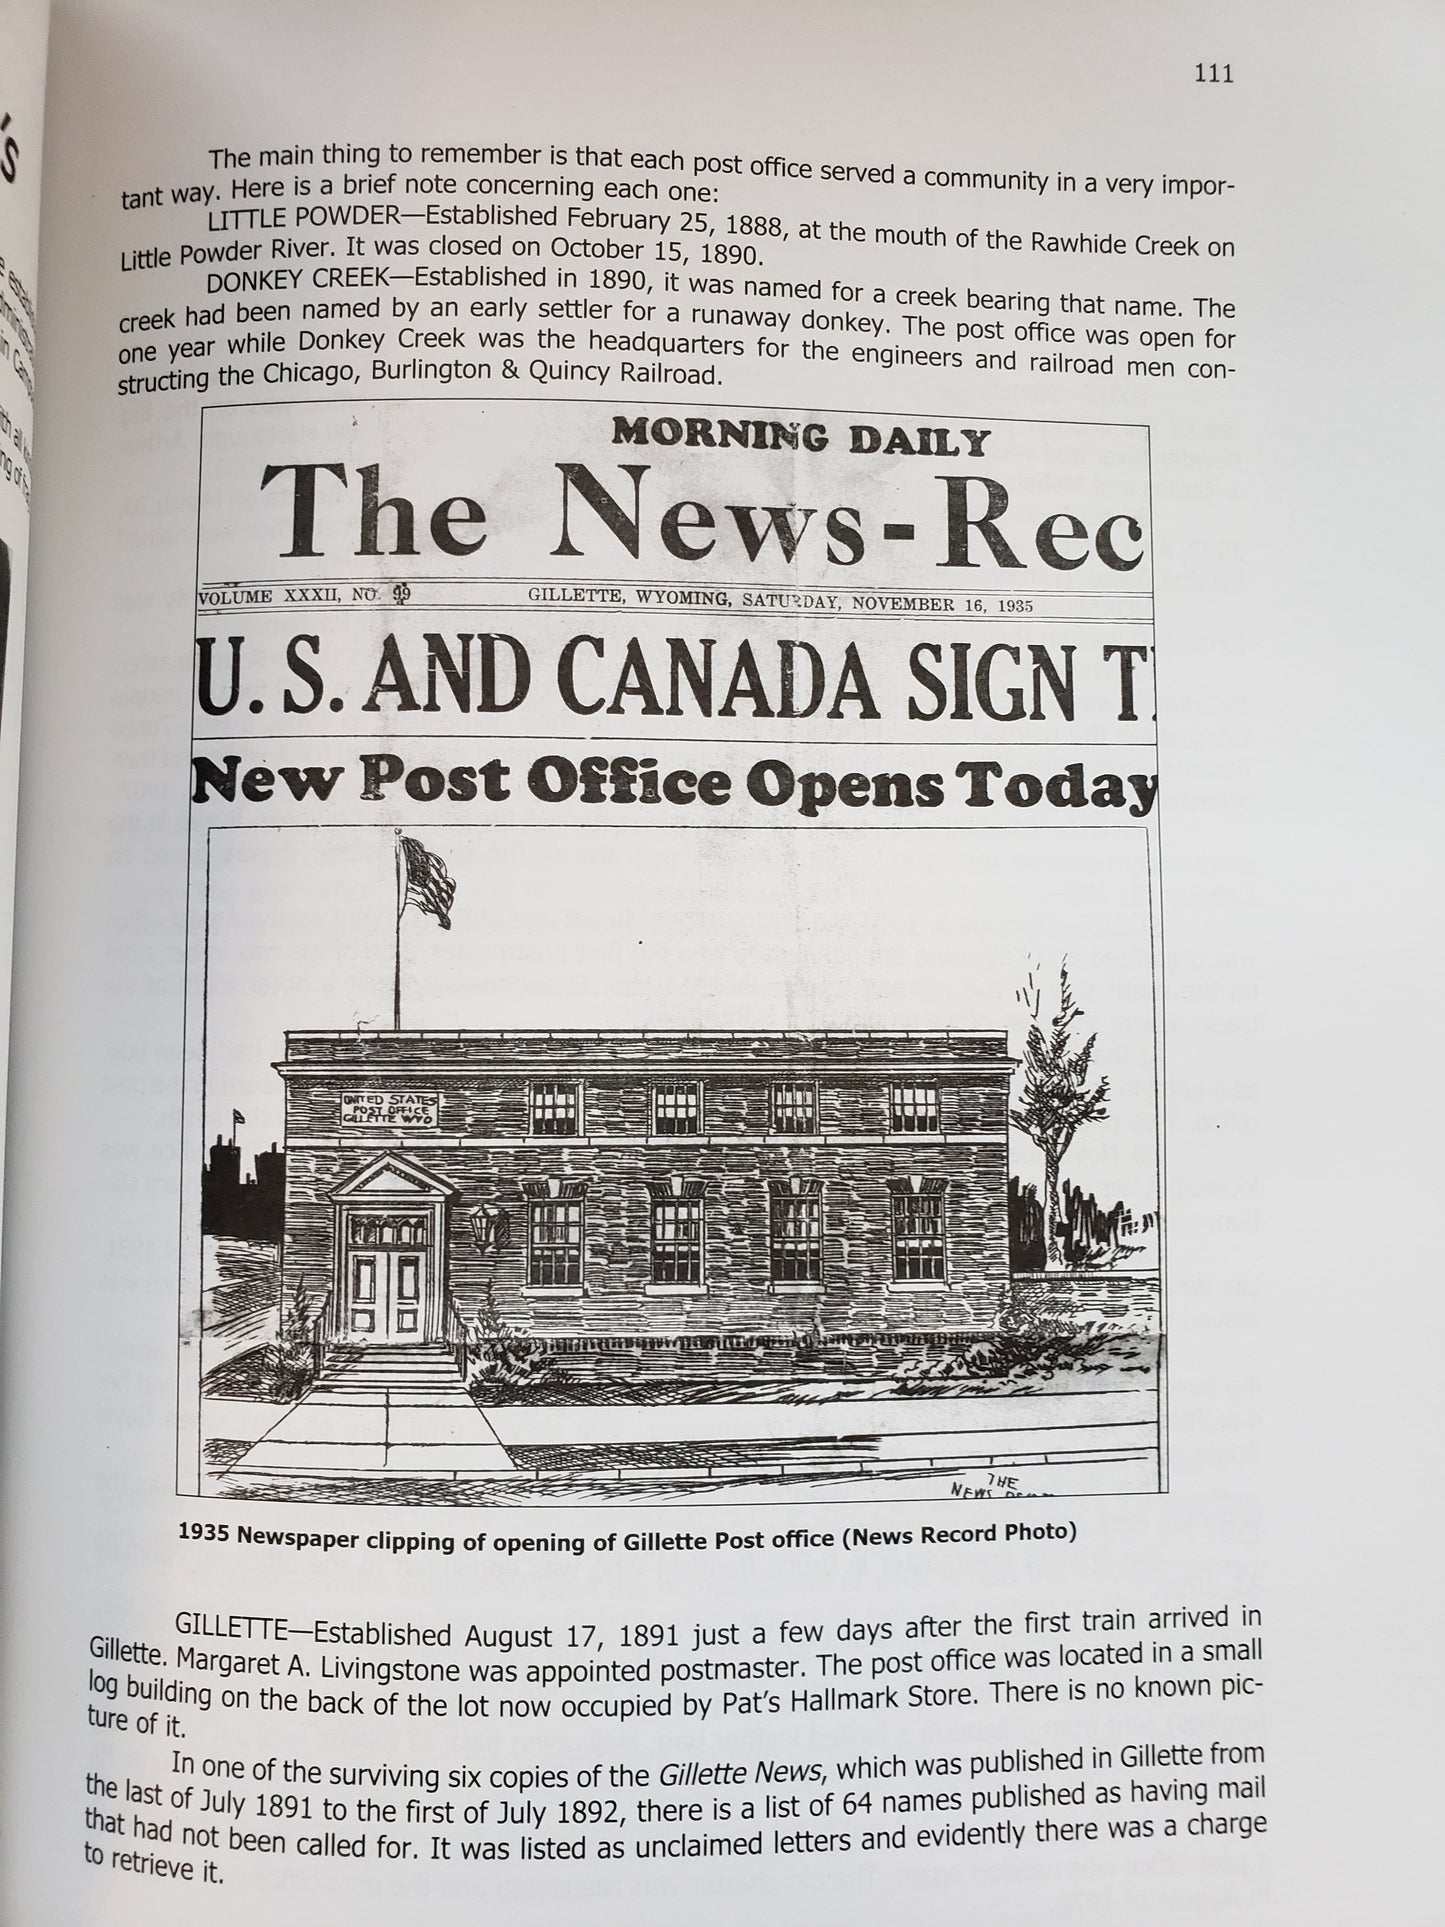 111
The main thing to remember is that each post office served a community in a very impor-
tant way. Here is a brief note concerning each one:
LITTLE POWDER—Established February 25, 1888, at the mouth of the Rawhide Creek on
Little Powder River. It was closed on October 15, 1890.
DONKEY CREEK—Established in 1890, it was named for a creek bearing that name. The
creek had been named by an early settler for a runaway donkey. The post office was open for
one year while Donkey Creek was the headquarters for the engineers and railroad men con-
structing the Chicago, Burlington & Quincy Railroad.
MORNING DAILY
The News-Rec
VOLUME XXXII, NO. 99 GILLETTE, WYOMING, SATURDAY, NOVEMBER 16, 1935
U. S. AND CANADA SIGN T
New Post Office Opens Today
UNITED STATES
POST OFFICE
GILLETTE WYO
THE
NEWS
1935 Newspaper clipping of opening of Gillette Post office (News Record Photo)
GILLETTE—Established August 17, 1891 just a few days after the first train arrived in
Gillette. Margaret A. Livingstone was appointed postmaster. The post office was located in a small
log building on the back of the lot now occupied by Pat's Hallmark Store. There is no known pic-
ture of it.
In one of the surviving six copies of the Gillette News, which was published in Gillette from
the last of July 1891 to the first of July 1892, there is a list of 64 names published as having mail
that had not been called for. It was listed as unclaimed letters and evidently there was a charge
to retrieve it.